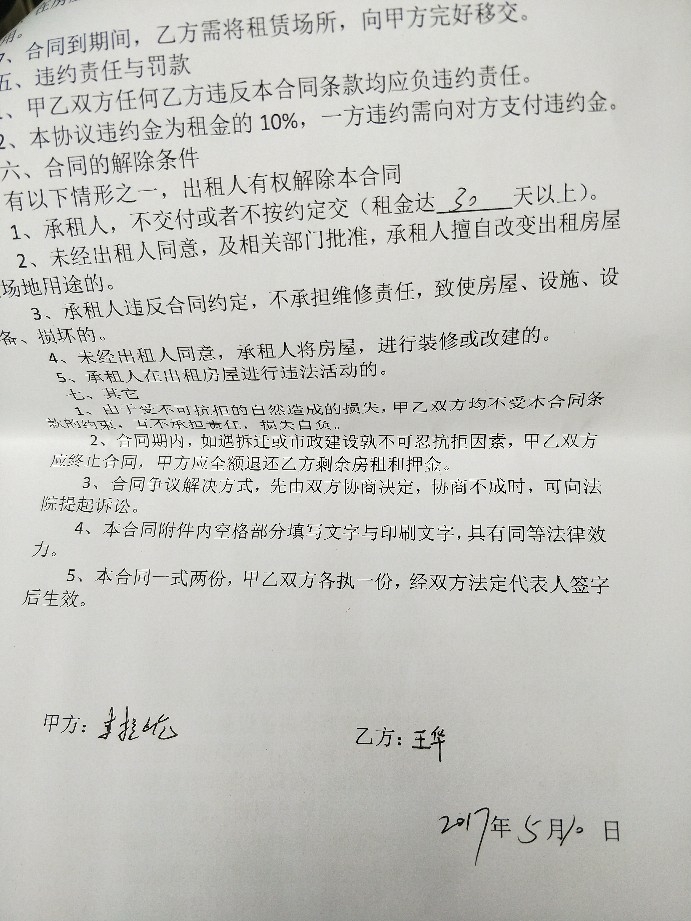 7、合同到期间，乙方需将租赁场所，向甲方完好移交。
五、违约责任与罚款
、甲乙双方任何乙方违反本合同条款均应负违约责任。
2、本协议违约金为租金的 10%，一方违约需向对方支付违约金。
六、合同的解除条件
有以下情形之一，出租人有权解除本合同
1、承租人，不交付或者不按约定交（租金达 30 天以上）。
2、未经出租人同意，及相关部门批准，承租人擅自改变出租房屋
场地用途的。
3、承租人违反合同约定，不承担维修责任，致使房屋、设施、设
备、损坏的。
4、未经出租人同意，承租人将房屋，进行装修或改建的。
5、承租人在出租房屋进行违法活动的。
七、其它
1、由于受不可抗拒的自然造成的损失，甲乙双方均不受本合同条
款的约束，互不承担责任，损失自负。
2、合同期内，如遇拆迁或市政建设孰不可忍抗拒因素，甲乙双方
应终止合同，甲方应全额退还乙方剩余房租和押金。
3、合同争议解决方式，先由双方协商决定，协商不成时，可向法
院提起诉讼。
4、本合同附件内空格部分填写文字与印刷文字，具有同等法律效
力。
5、本合同一式两份，甲乙双方各执一份，经双方法定代表人签字
后生效。
甲方：
乙方：王华
2017年5月10日